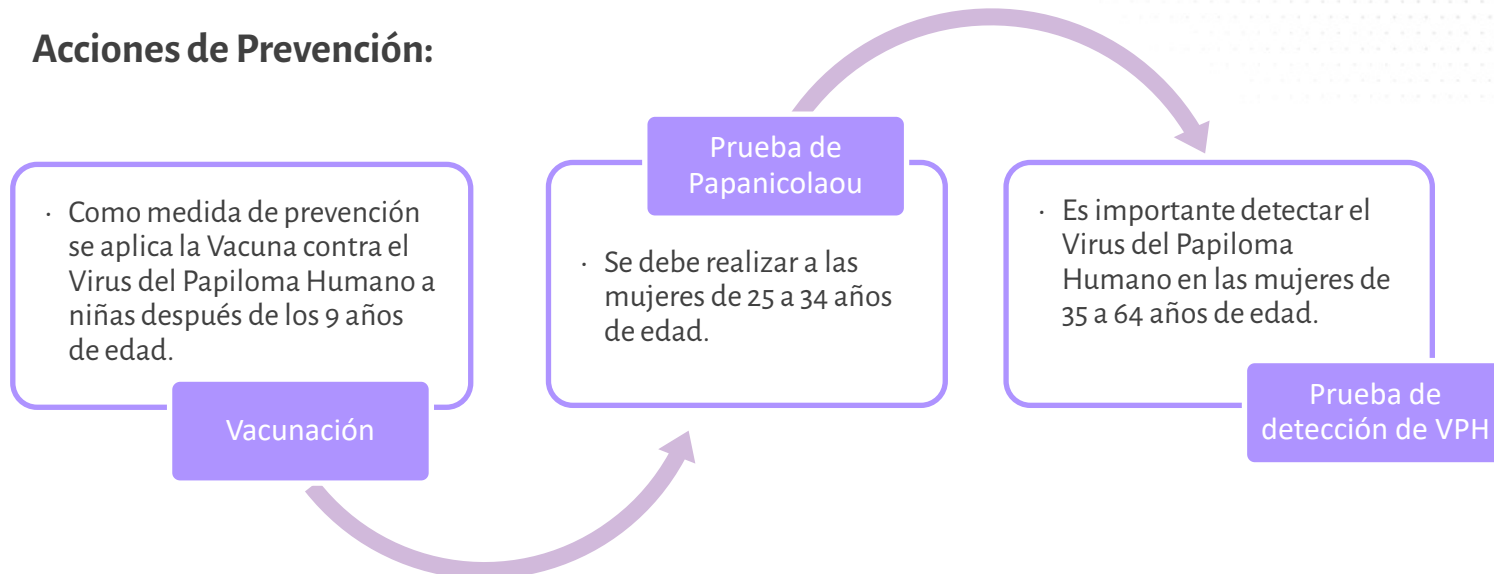 Acciones de Prevención:
· Como medida de prevención
se aplica la Vacuna contra el
Virus del Papiloma Humano a
niñas después de los 9 años
de edad.
Vacunación
Prueba de
Papanicolaou
· Se debe realizar a las
mujeres de 25 a 34 años
de edad.
· Es importante detectar el
Virus del Papiloma
Humano en las mujeres de
35 a 64 años de edad.
Prueba de
detección de VPH